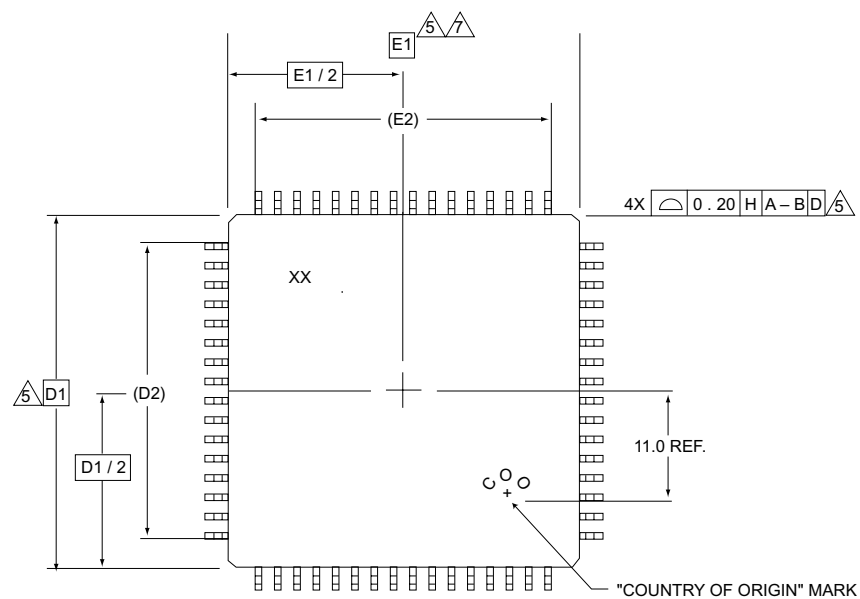 5 7
E1
E1 / 2
(E2)
4X 0 . 20 H A – B D 5
XX
5 D1
(D2)
D1 / 2
11.0 REF.
C O O
+
"COUNTRY OF ORIGIN" MARK